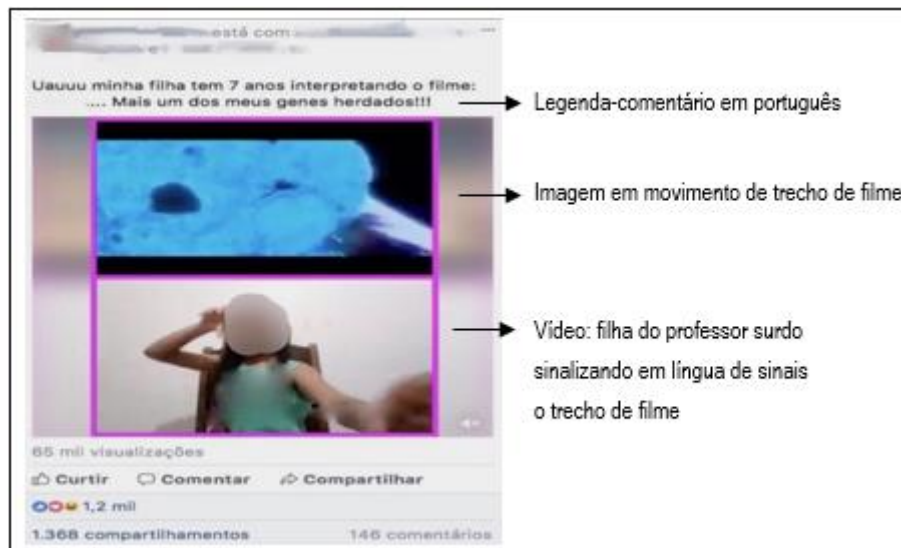 está com
e
Uauuu minha filha tem 7 anos interpretando o filme:
.... Mais um dos meus genes herdados!!!
Legenda-comentário em português
Imagem em movimento de trecho de filme
Vídeo: filha do professor surdo
sinalizando em língua de sinais
o trecho de filme
65 mil visualizações
Curtir Comentar Compartilhar
1,2 mil
1.368 compartilhamentos 146 comentários